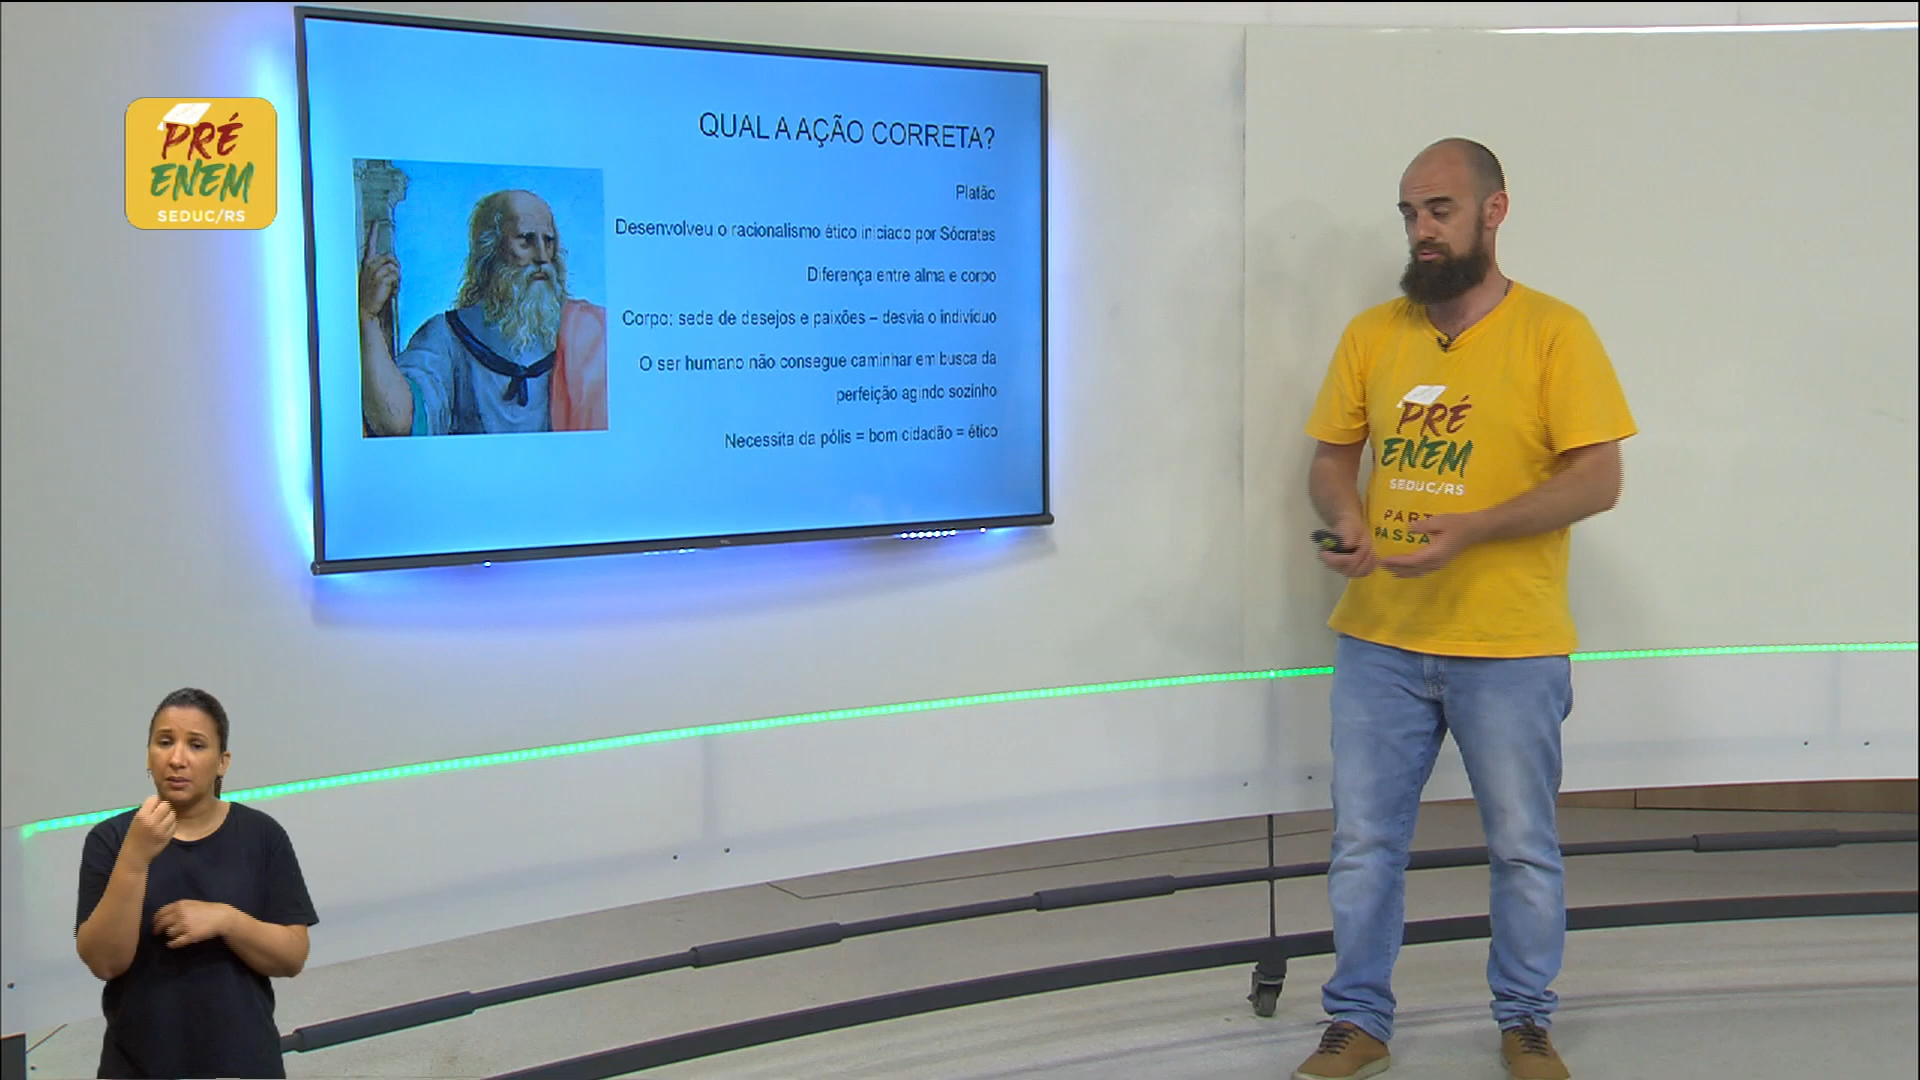 PRÉ
ENEM
SEDUC/RS
QUAL A AÇÃO CORRETA?
Platão
Desenvolveu o racionalismo ético iniciado por Sócrates
Diferença entre alma e corpo
Corpo: sede de desejos e paixões – desvia o indivíduo
O ser humano não consegue caminhar em busca da
perfeição agindo sozinho
Necessita da pólis = bom cidadão = ético
PRÉ
ENEM
SEDUC/RS